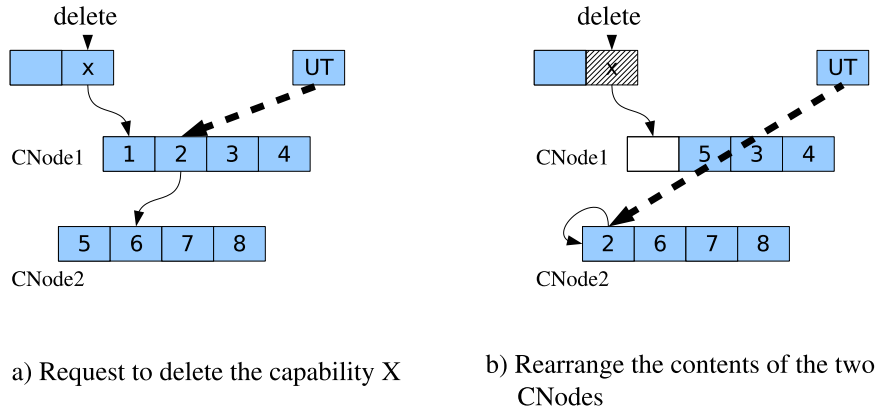 delete
x
UT
CNode1
1 2 3 4
5 6 7 8
CNode2
a) Request to delete the capability X
delete
x
UT
CNode1
5 3 4
2 6 7 8
CNode2
b) Rearrange the contents of the two
CNodes